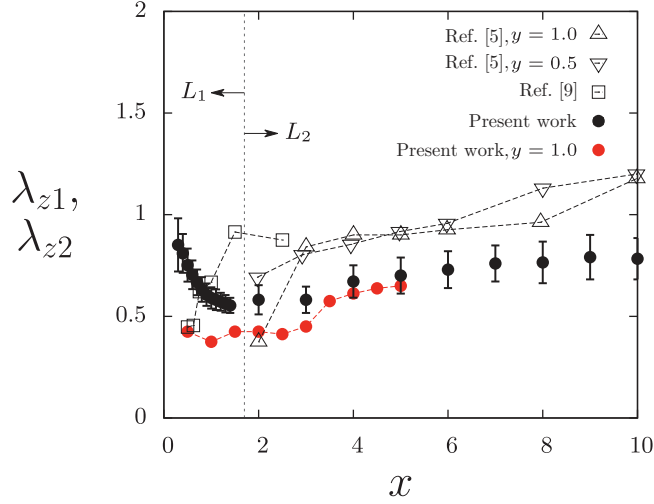 2
1.5
1
0.5
0
0 2 4 6 8 10
x
λz1,
λz2
Ref. [5], y = 1.0
Ref. [5], y = 0.5
Ref. [9]
Present work
Present work, y = 1.0
L1
L2